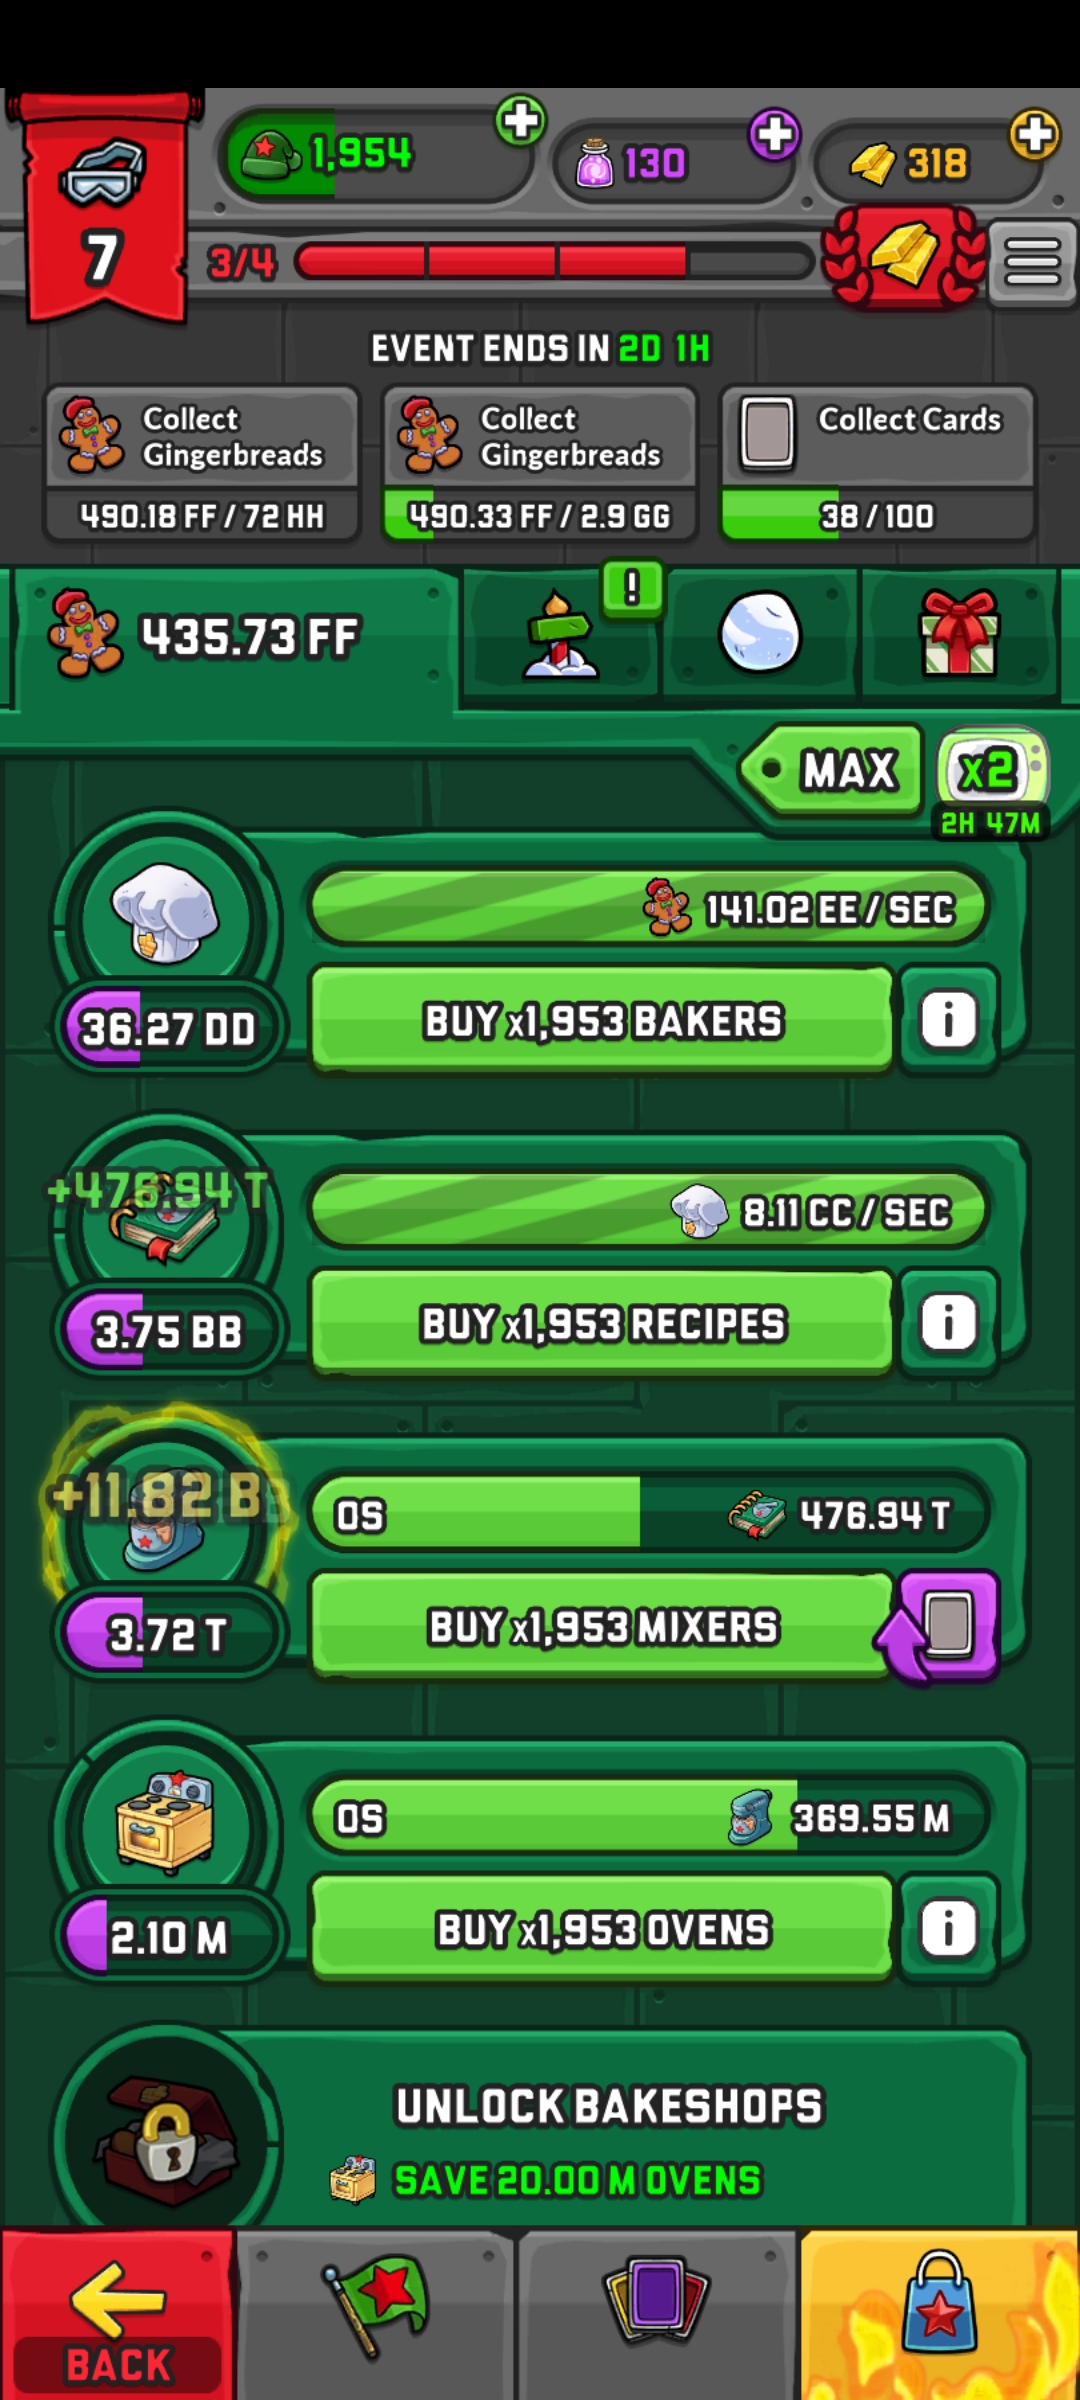 1,954
130
318
7
3/4
EVENT ENDS IN 2D 1H
Collect
Gingerbreads
490.18 FF / 72 HH
Collect
Gingerbreads
490.33 FF / 2.9 GG
Collect Cards
38 / 100
435.73 FF
!
MAX
x2
2H 47M
141.02 EE / SEC
36.27 DD
BUY x1,953 BAKERS
i
+476.94 T
8.11 CC / SEC
3.75 BB
BUY x1,953 RECIPES
i
+11.82 B
0S
476.94 T
3.72 T
BUY x1,953 MIXERS
0S
369.55 M
2.10 M
BUY x1,953 OVENS
i
UNLOCK BAKESHOPS
SAVE 20.00 M OVENS
BACK